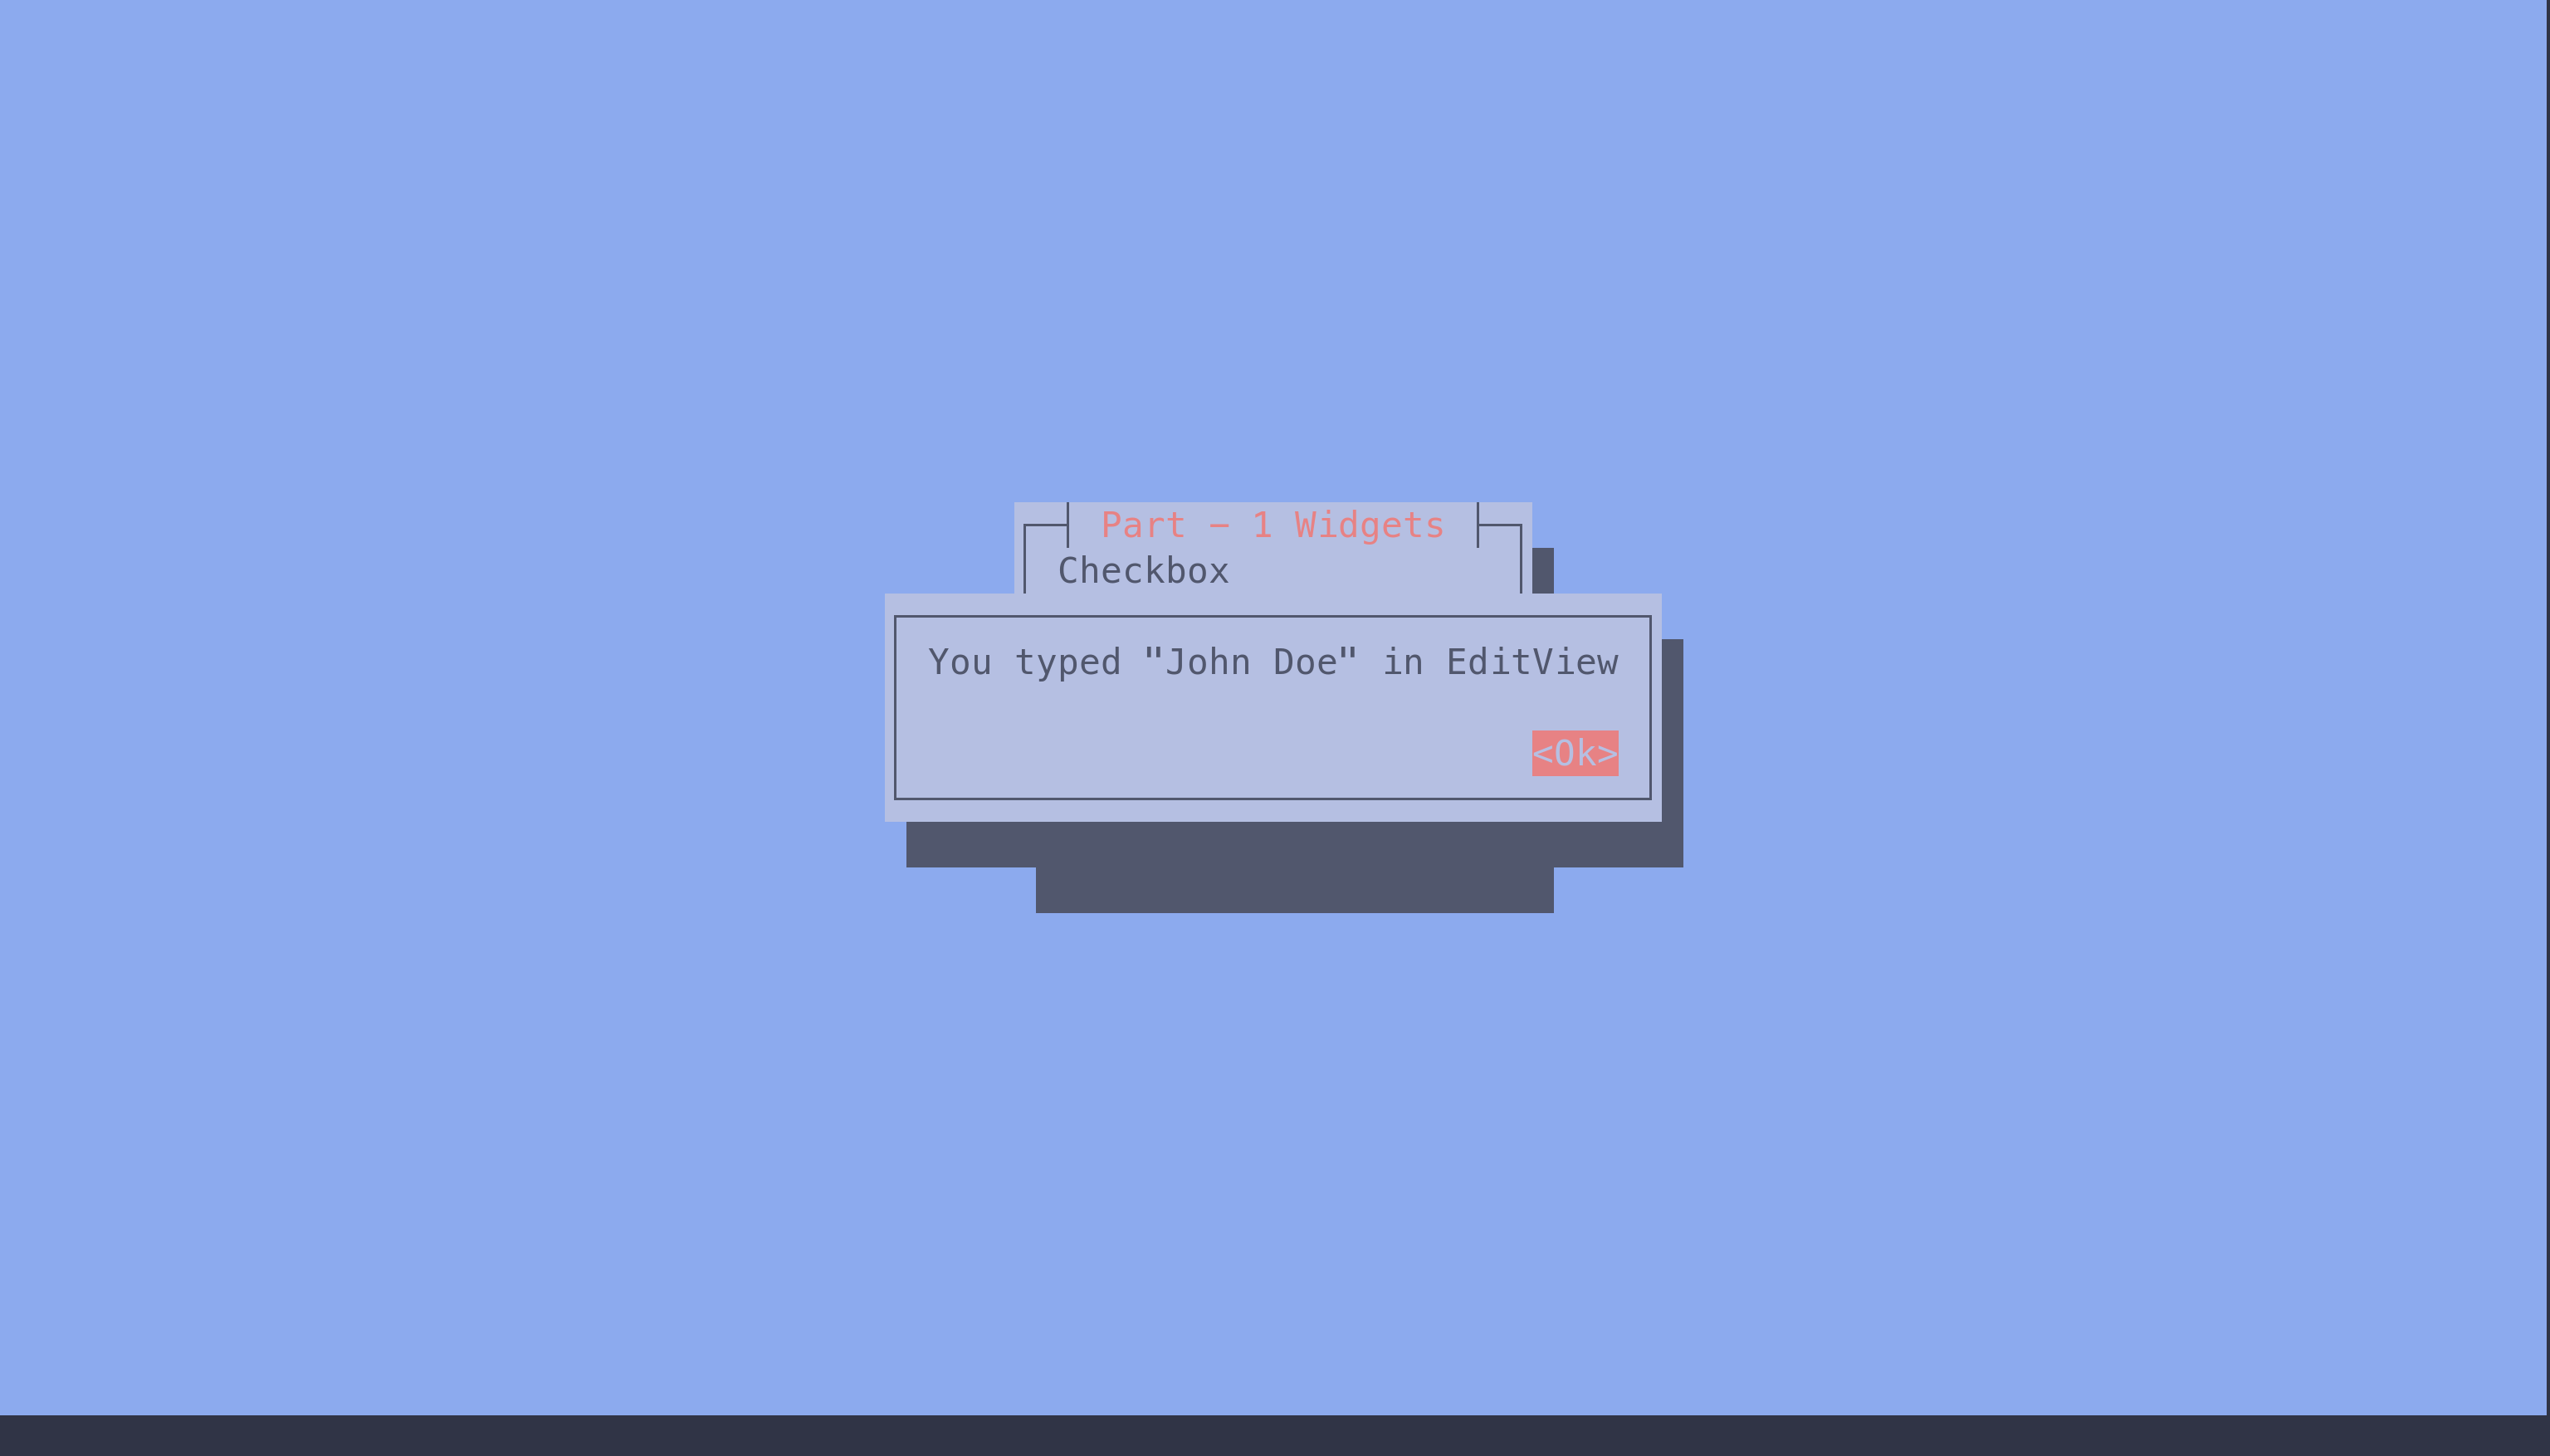 Part − 1 Widgets
Checkbox
You typed "John Doe" in EditView
<Ok>